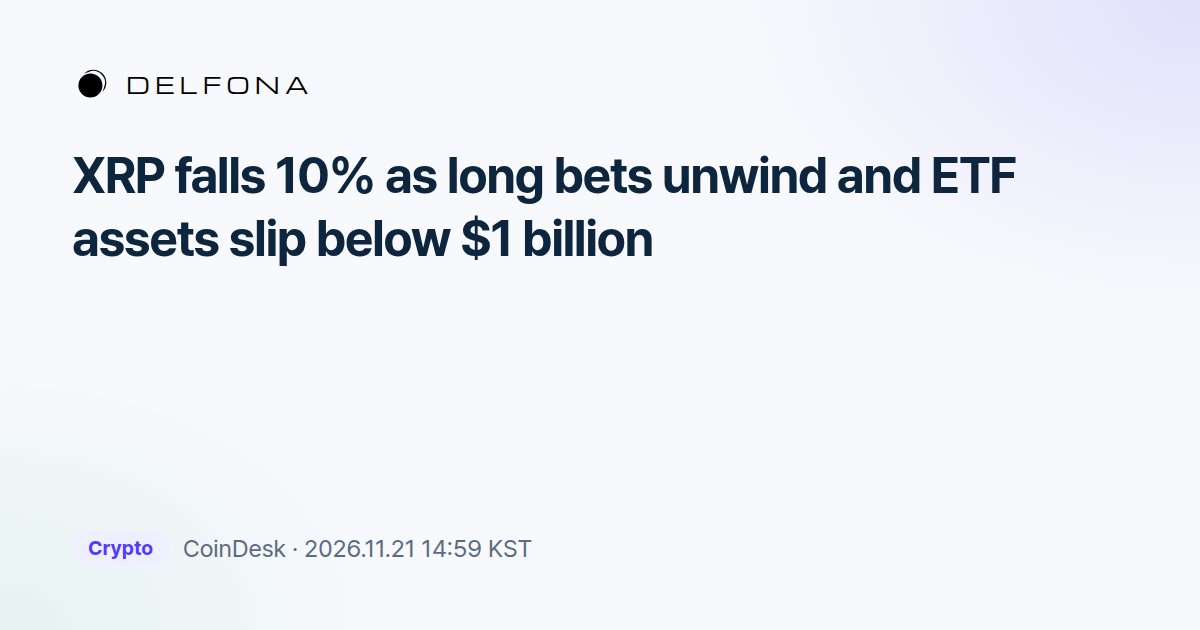 DELFONA
XRP falls 10% as long bets unwind and ETF
assets slip below $1 billion
Crypto CoinDesk · 2026.11.21 14:59 KST